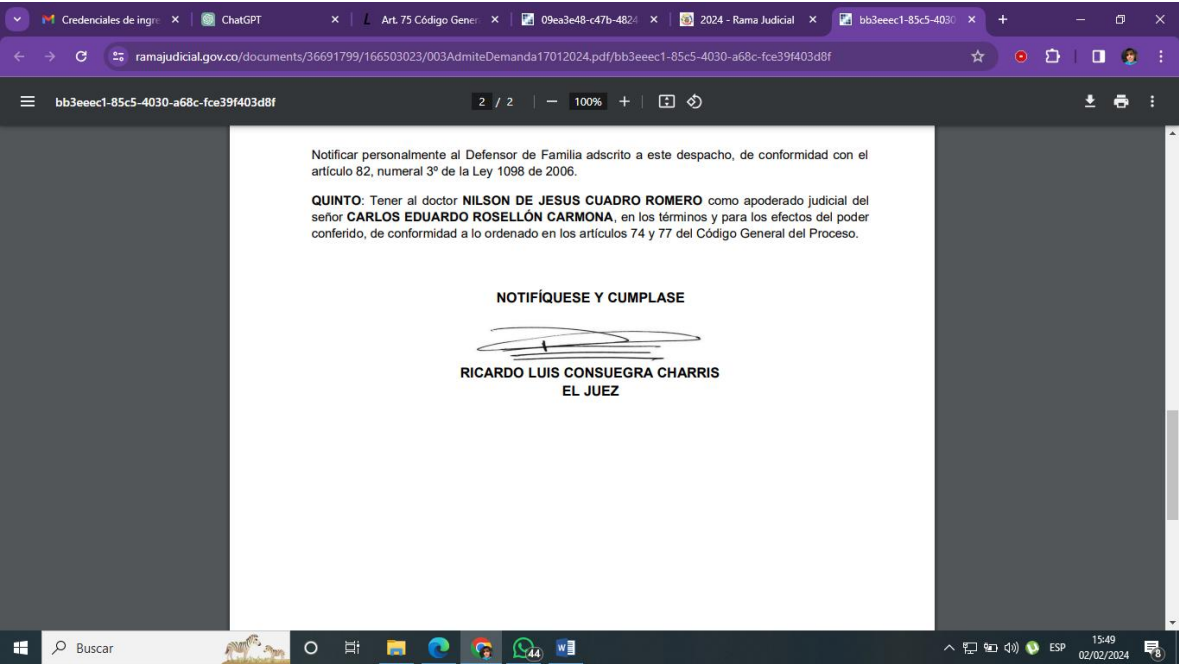 Credenciales de ingre
ChatGPT
Art. 75 Código Gener
09ea3e48-c47b-4824
2024 - Rama Judicial
bb3eeec1-85c5-4030
ramajudicial.gov.co/documents/36691799/166503023/003AdmiteDemanda17012024.pdf/bb3eeec1-85c5-4030-a68c-fce39f403d8f
bb3eeec1-85c5-4030-a68c-fce39f403d8f
2 / 2
100%
Notificar personalmente al Defensor de Familia adscrito a este despacho, de conformidad con el
artículo 82, numeral 3º de la Ley 1098 de 2006.
QUINTO: Tener al doctor NILSON DE JESUS CUADRO ROMERO como apoderado judicial del
señor CARLOS EDUARDO ROSELLÓN CARMONA, en los términos y para los efectos del poder
conferido, de conformidad a lo ordenado en los artículos 74 y 77 del Código General del Proceso.
NOTIFÍQUESE Y CUMPLASE
RICARDO LUIS CONSUEGRA CHARRIS
EL JUEZ
Buscar
44
ESP
15:49
02/02/2024
8